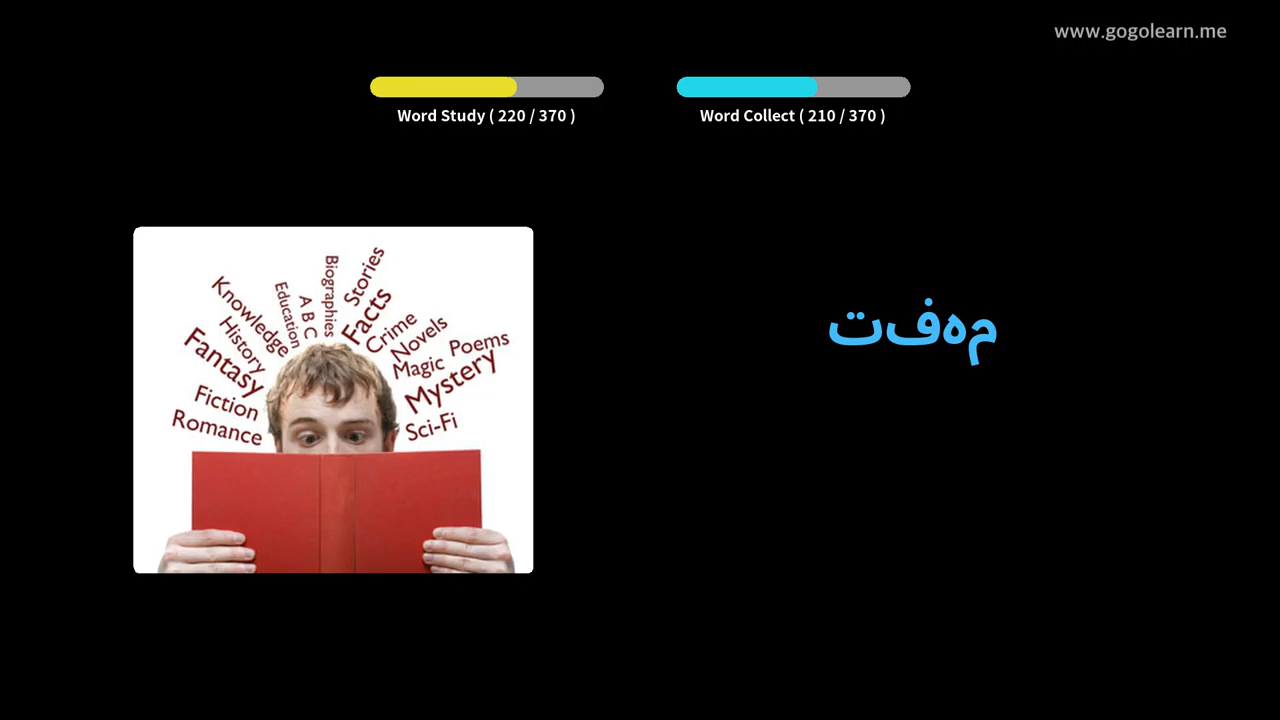 www.gogolearn.me
Word Study ( 220 / 370 )
Word Collect ( 210 / 370 )
Biographies
Stories
Education
A B C
Facts
Knowledge
Crime
History
Novels
Poems
Fantasy
Magic
Mystery
Fiction
Romance
Sci-Fi
م‌ه‌ف‌ت